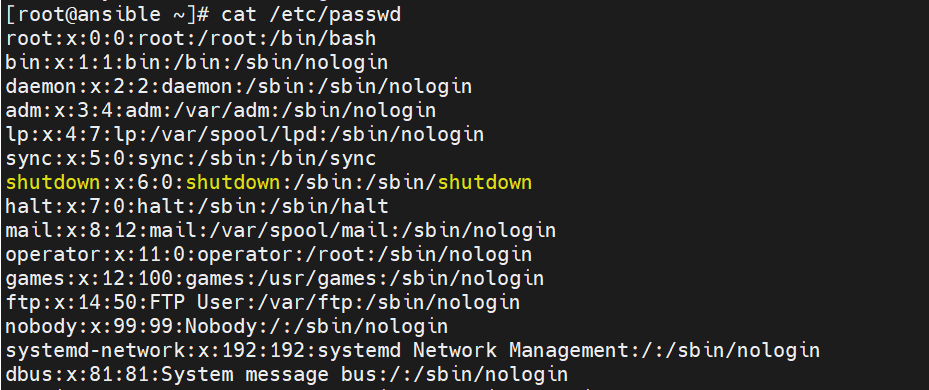 [root@ansible ~]# cat /etc/passwd
root:x:0:0:root:/root:/bin/bash
bin:x:1:1:bin:/bin:/sbin/nologin
daemon:x:2:2:daemon:/sbin:/sbin/nologin
adm:x:3:4:adm:/var/adm:/sbin/nologin
lp:x:4:7:lp:/var/spool/lpd:/sbin/nologin
sync:x:5:0:sync:/sbin:/bin/sync
shutdown:x:6:0:shutdown:/sbin:/sbin/shutdown
halt:x:7:0:halt:/sbin:/sbin/halt
mail:x:8:12:mail:/var/spool/mail:/sbin/nologin
operator:x:11:0:operator:/root:/sbin/nologin
games:x:12:100:games:/usr/games:/sbin/nologin
ftp:x:14:50:FTP User:/var/ftp:/sbin/nologin
nobody:x:99:99:Nobody:/:/sbin/nologin
systemd-network:x:192:192:systemd Network Management:/:/sbin/nologin
dbus:x:81:81:System message bus:/:/sbin/nologin